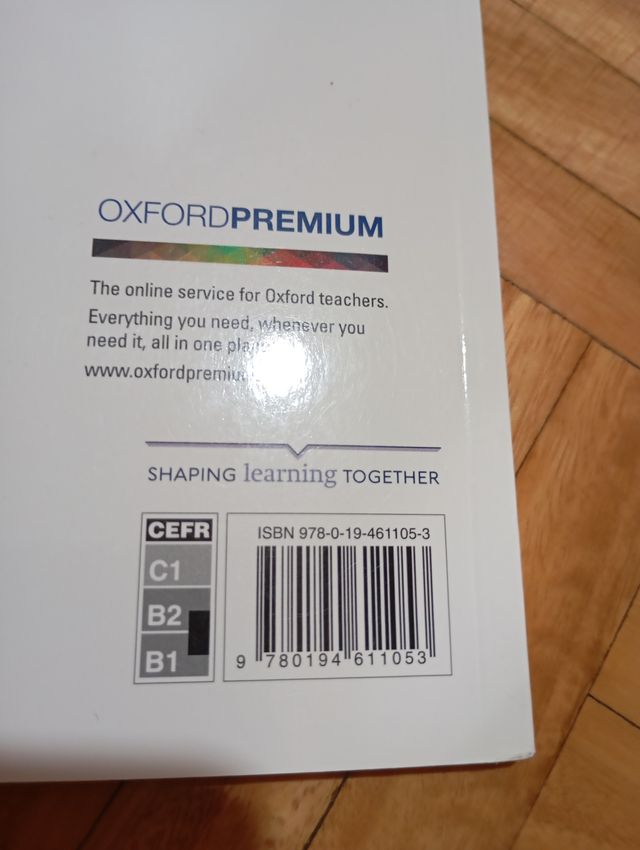 OXFORDPREMIUM
The online service for Oxford teachers.
Everything you need, whenever you
need it, all in one
SHAPING learning TOGETHER
CEFR
C1
B2
B1
ISBN 978-0-19-461105-3
9 780194 611053